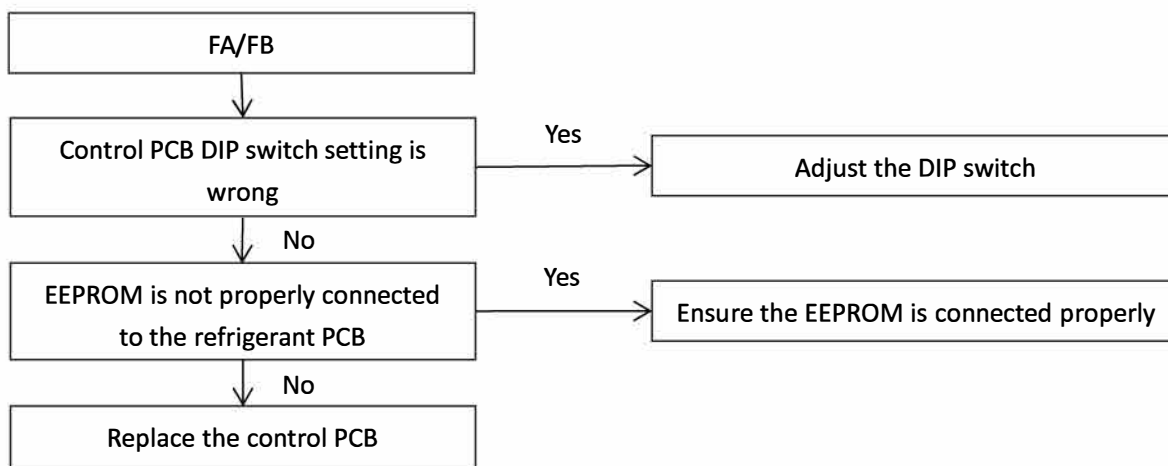 FA/FB
Control PCB DIP switch setting is
wrong
Yes
Adjust the DIP switch
No
EEPROM is not properly connected
to the refrigerant PCB
Yes
Ensure the EEPROM is connected properly
No
Replace the control PCB